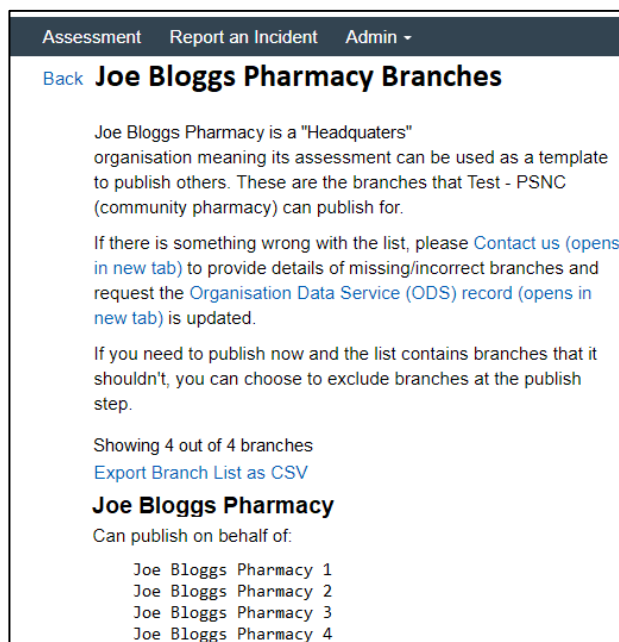 Assessment Report an Incident Admin
Back Joe Bloggs Pharmacy Branches
Joe Bloggs Pharmacy is a "Headquaters"
organisation meaning its assessment can be used as a template
to publish others. These are the branches that Test - PSNC
(community pharmacy) can publish for.
If there is something wrong with the list, please Contact us (opens
in new tab) to provide details of missing/incorrect branches and
request the Organisation Data Service (ODS) record (opens in
new tab) is updated.
If you need to publish now and the list contains branches that it
shouldn't, you can choose to exclude branches at the publish
step.
Showing 4 out of 4 branches
Export Branch List as CSV
Joe Bloggs Pharmacy
Can publish on behalf of:
Joe Bloggs Pharmacy 1
Joe Bloggs Pharmacy 2
Joe Bloggs Pharmacy 3
Joe Bloggs Pharmacy 4